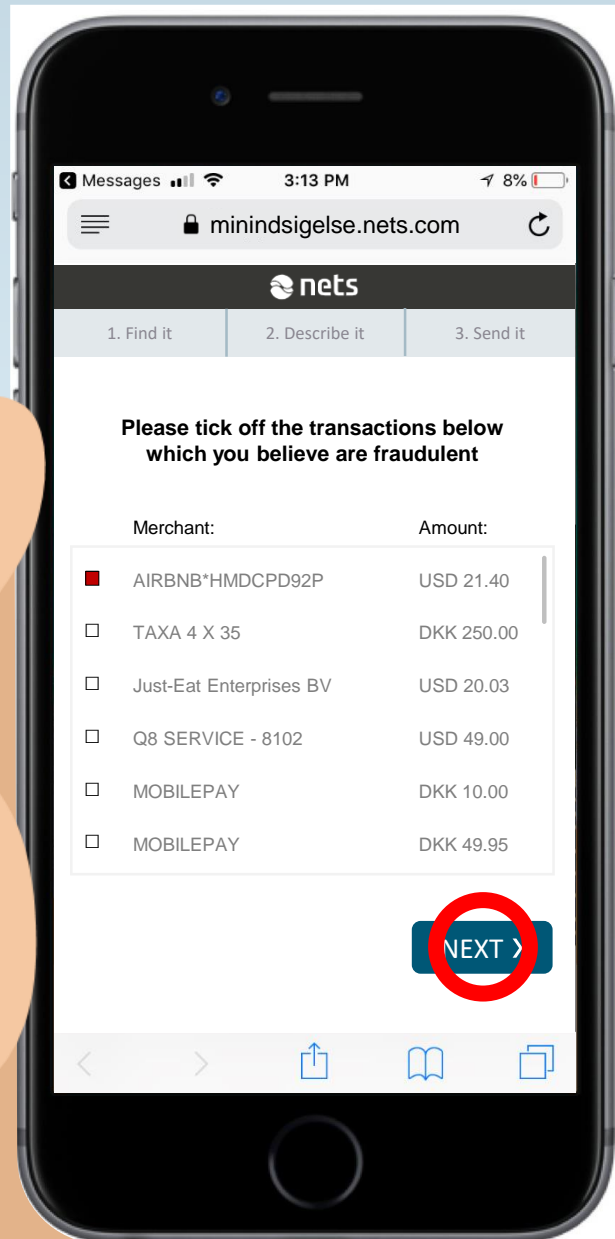 Messages 3:13 PM 8%
minindsigelse.nets.com
nets
1. Find it 2. Describe it 3. Send it
Please tick off the transactions below
which you believe are fraudulent
Merchant: Amount:
AIRBNB*HMDCPD92P USD 21.40
TAXA 4 X 35 DKK 250.00
Just-Eat Enterprises BV USD 20.03
Q8 SERVICE - 8102 USD 49.00
MOBILEPAY DKK 10.00
MOBILEPAY DKK 49.95
NEXT